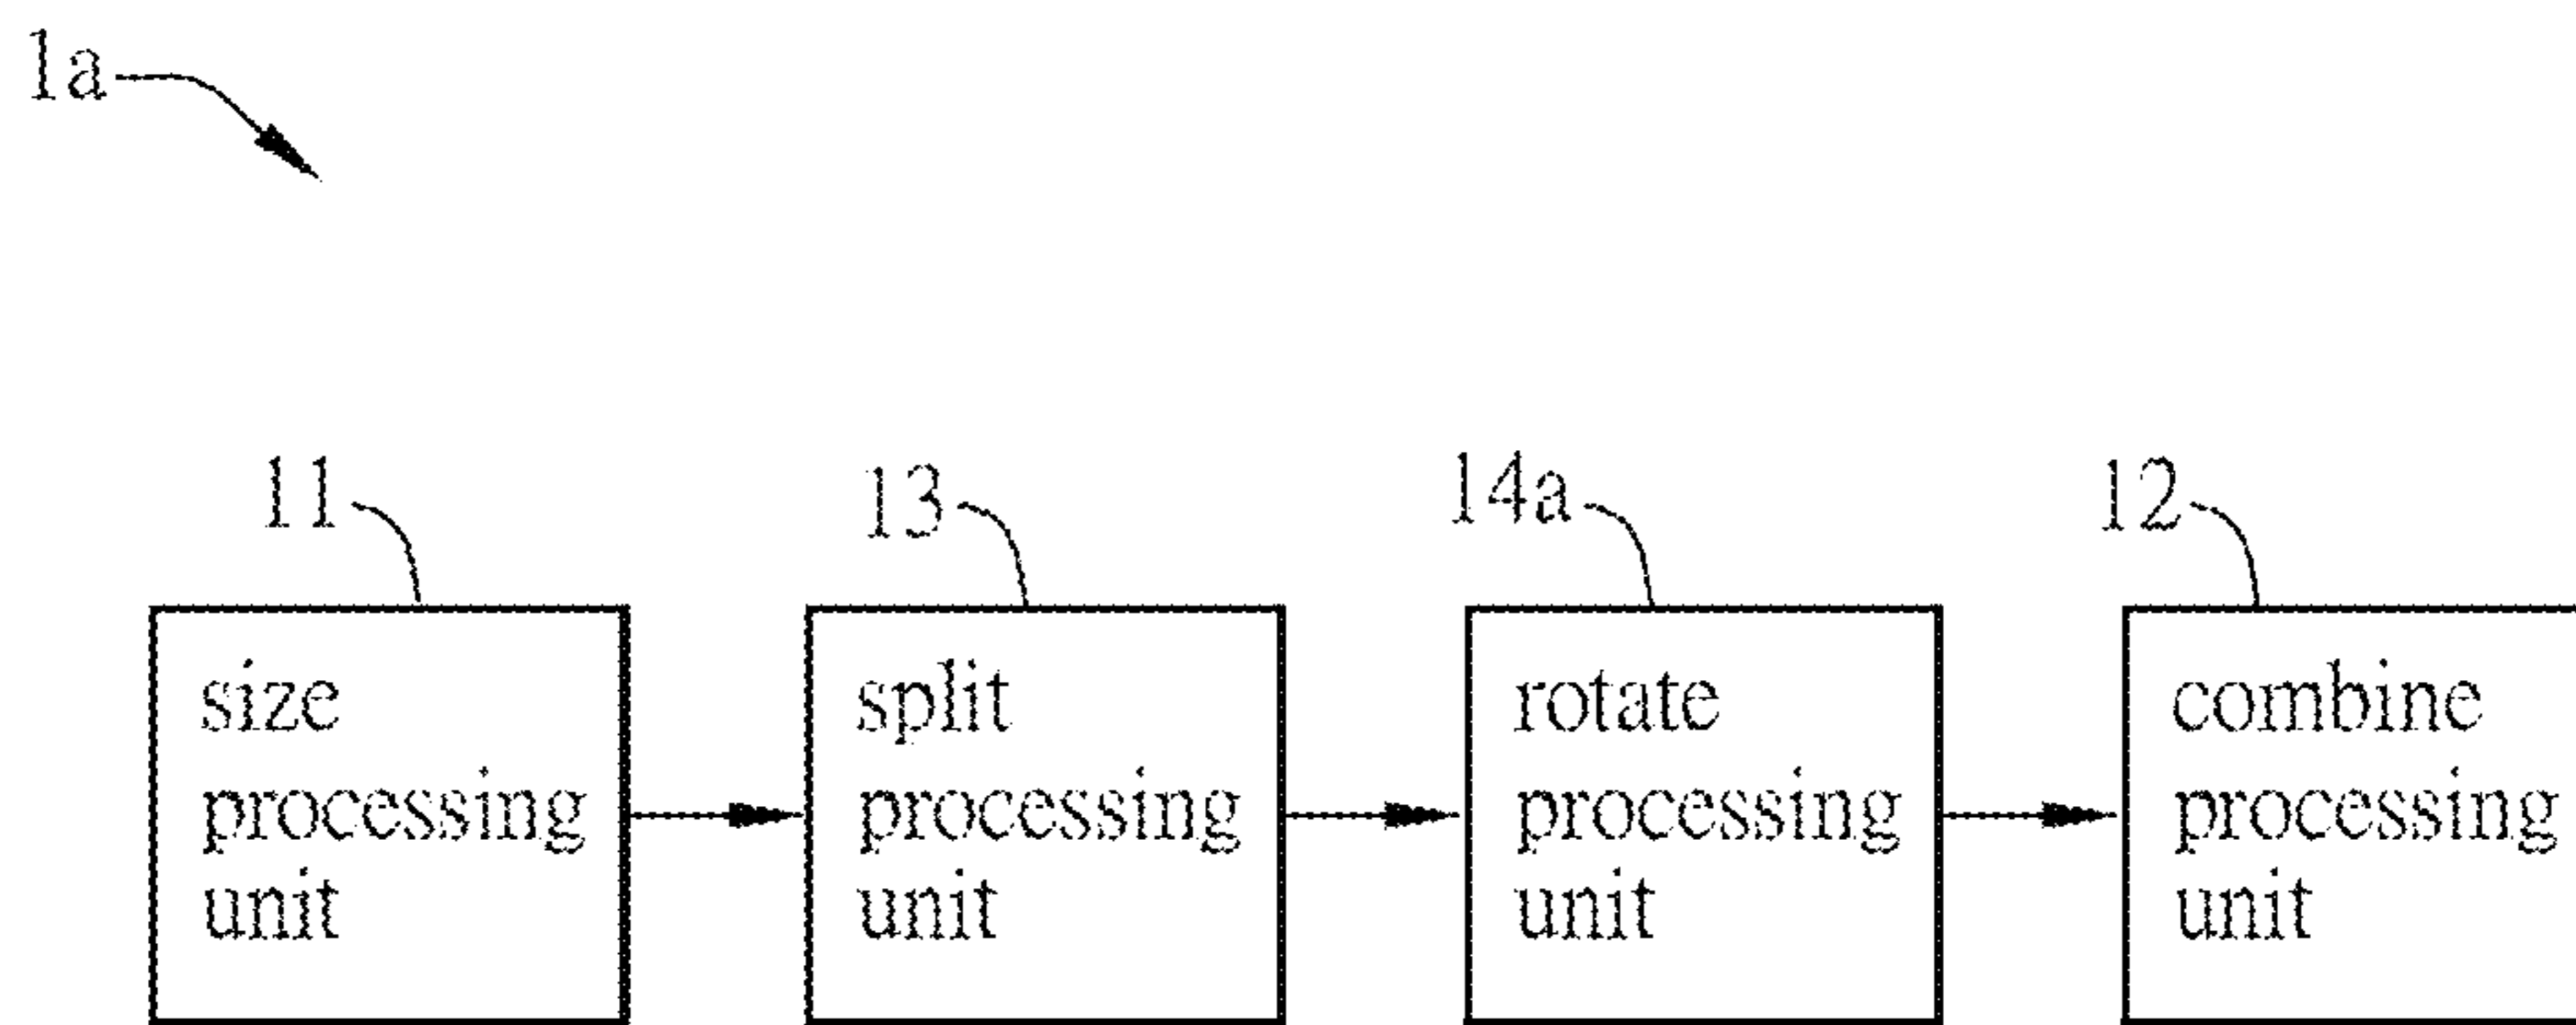 1a
11
13
14a
12
size
processing
unit
split
processing
unit
rotate
processing
unit
combine
processing
unit